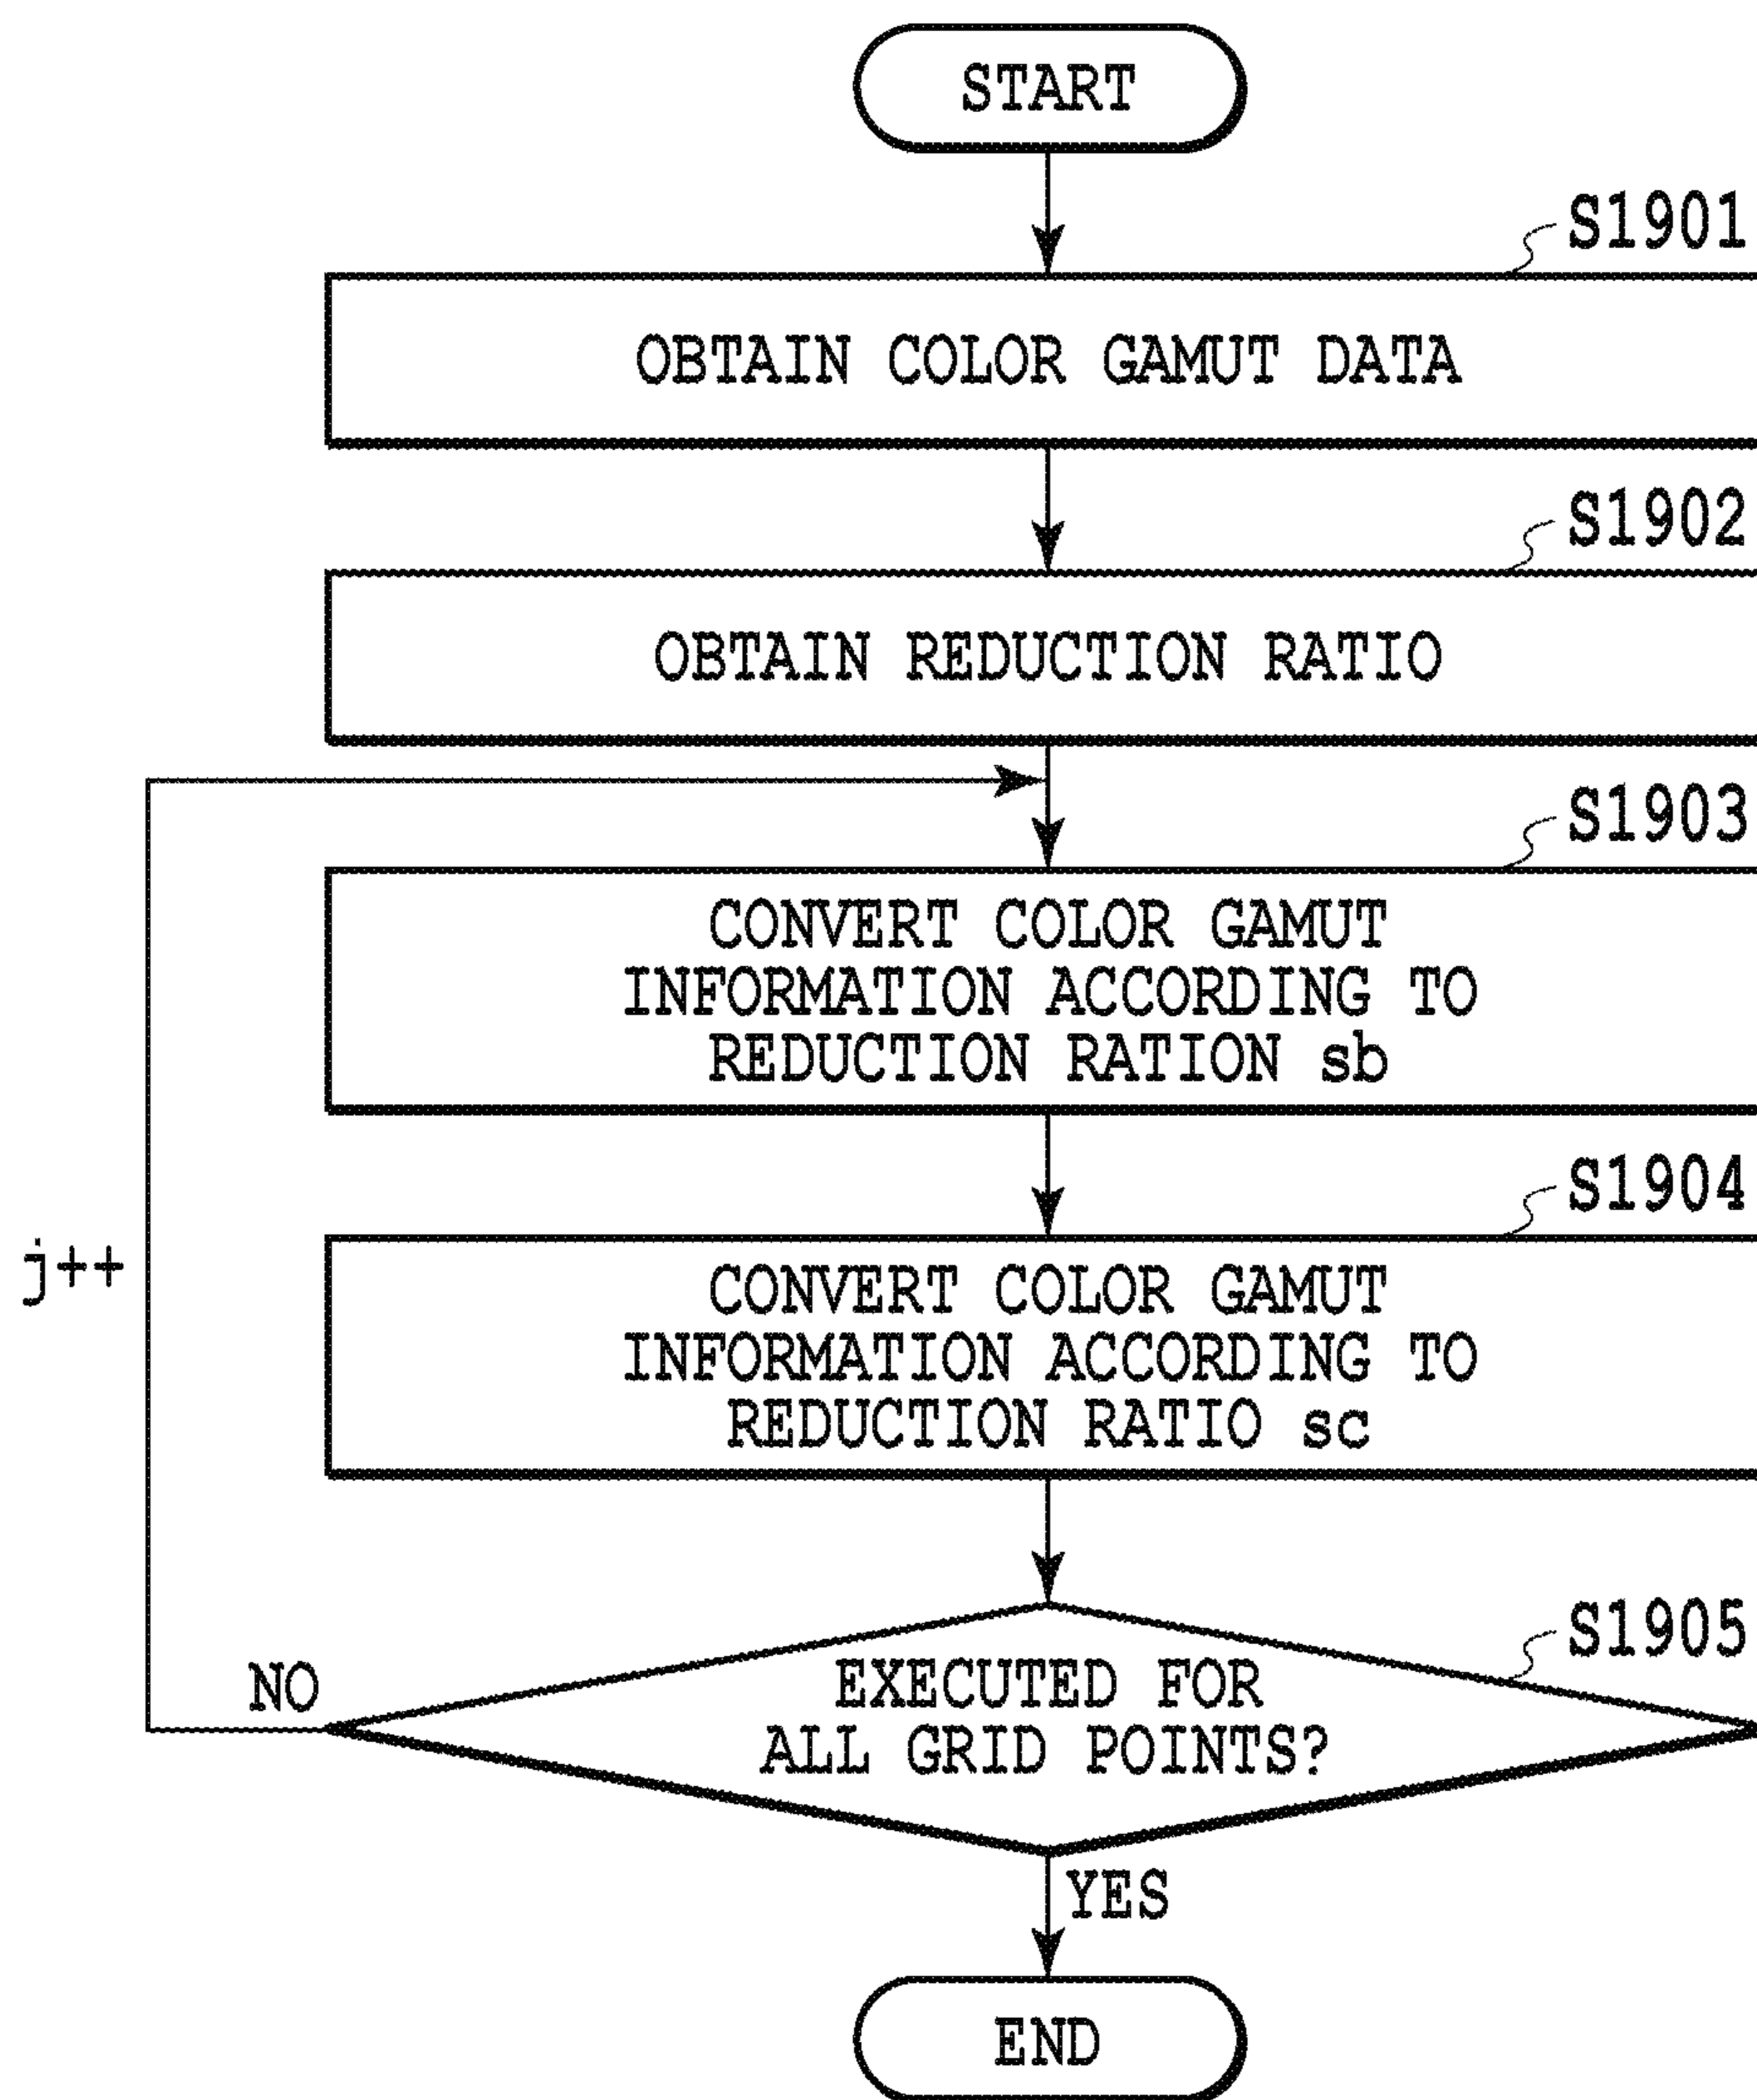 START
S1901
OBTAIN COLOR GAMUT DATA
S1902
OBTAIN REDUCTION RATIO
S1903
CONVERT COLOR GAMUT
INFORMATION ACCORDING TO
REDUCTION RATION sb
S1904
j++
CONVERT COLOR GAMUT
INFORMATION ACCORDING TO
REDUCTION RATIO sc
S1905
NO
EXECUTED FOR
ALL GRID POINTS?
YES
END